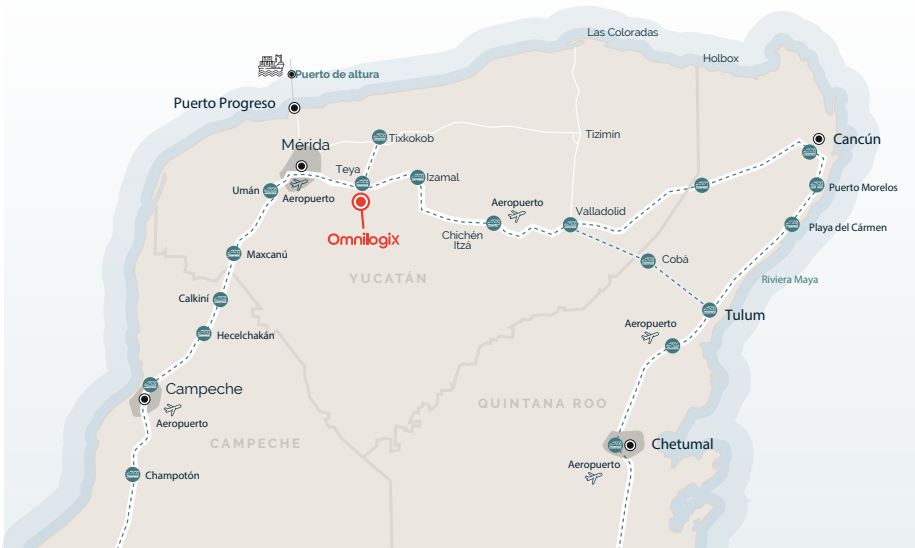 Las Coloradas
Holbox
Puerto de altura
Puerto Progreso
Cancún
Tixkokob
Tizimin
Mérida
Teya
Izamal
Umán
Aeropuerto
Puerto Morelos
Aeropuerto
Valladolid
Playa del Cármen
Omnilogix
Chichén
Itzá
Maxcanú
Cobá
YUCATÁN
Riviera Maya
Calkiní
Tulum
Aeropuerto
Hecelchakán
Campeche
QUINTANA ROO
Aeropuerto
CAMPECHE
Chetumal
Aeropuerto
Champotón